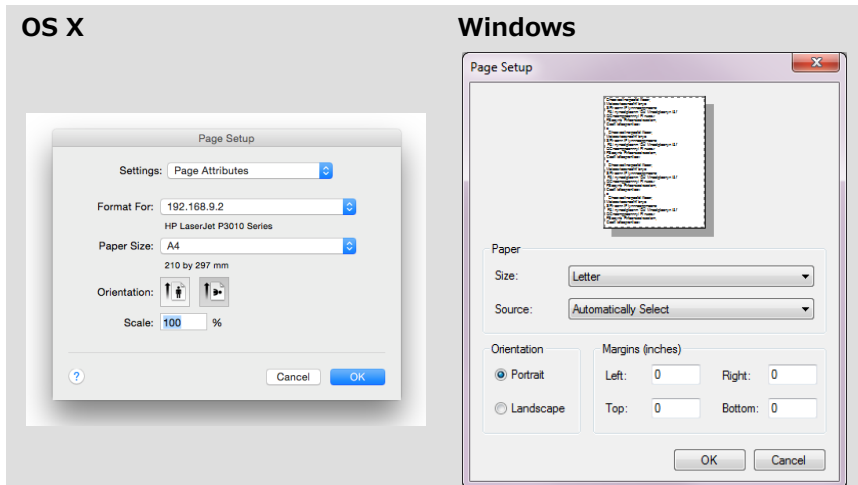 OS X
Page Setup
Settings: Page Attributes
Format For: 192.168.9.2
HP LaserJet P3010 Series
Paper Size: A4
210 by 297 mm
Orientation:
Scale: 100 %
? Cancel OK
Windows
Page Setup
Paper
Size: Letter
Source: Automatically Select
Orientation
Portrait
Landscape
Margins (inches)
Left: 0 Right: 0
Top: 0 Bottom: 0
OK Cancel